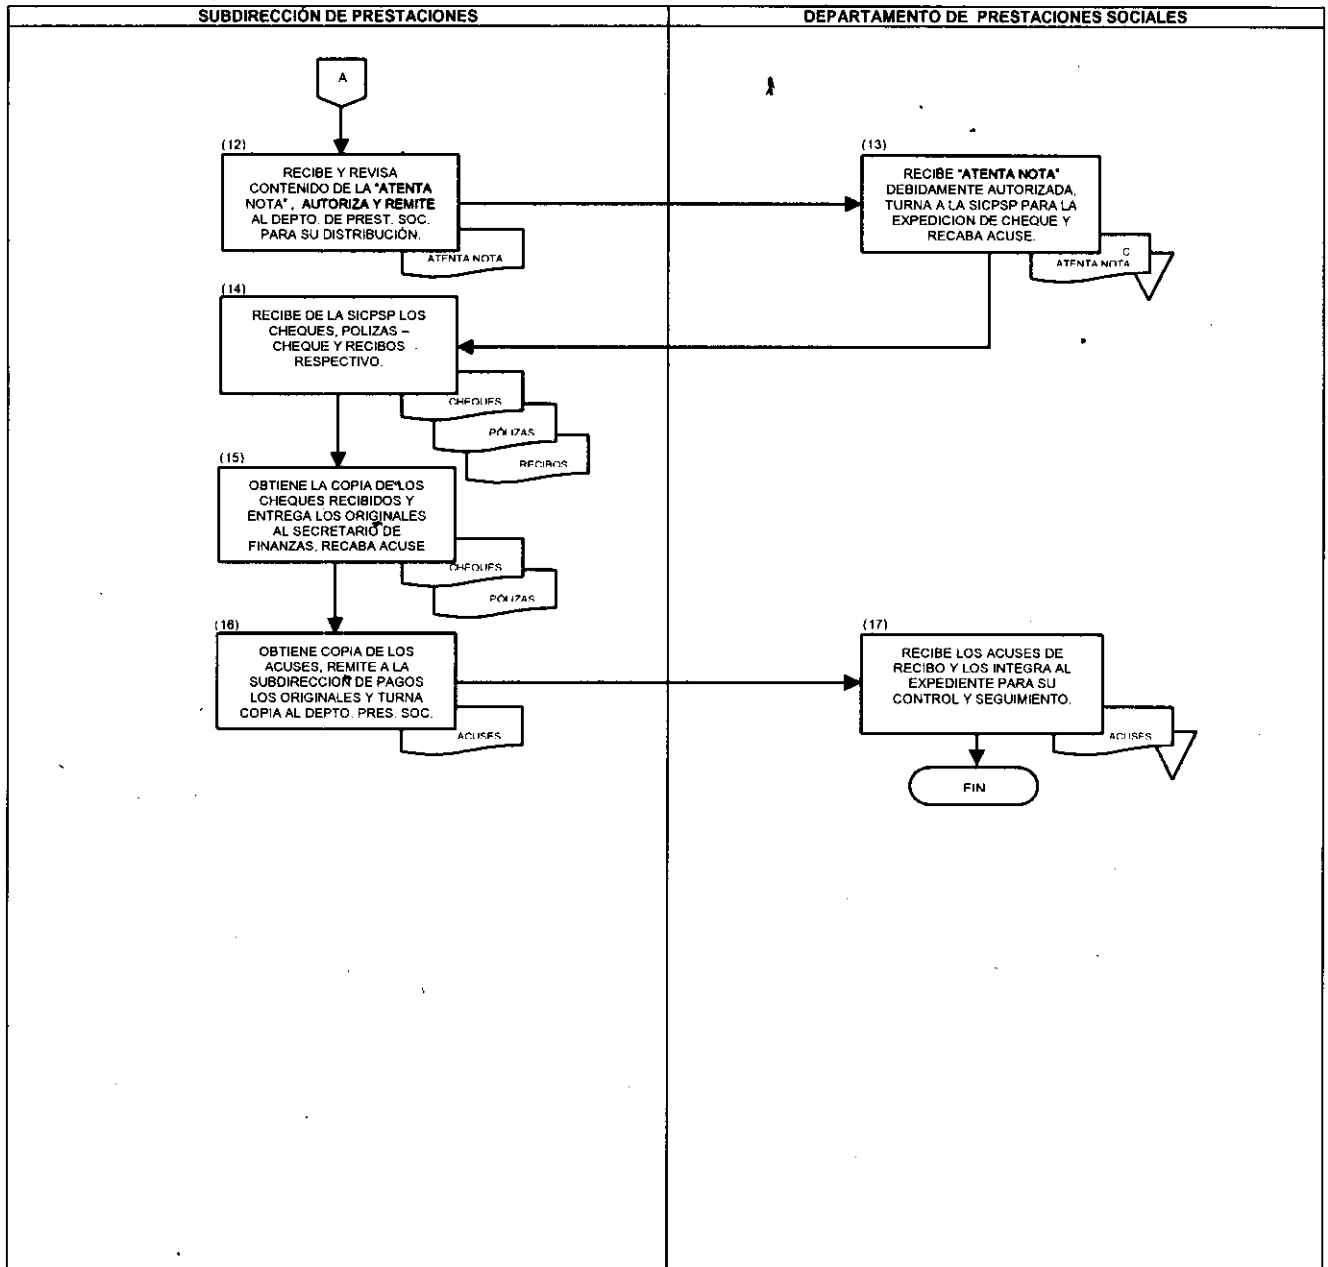 SUBDIRECCIÓN DE PRESTACIONES
DEPARTAMENTO DE PRESTACIONES SOCIALES
A
(12)
RECIBE Y REVISA
CONTENIDO DE LA "ATENTA
NOTA", AUTORIZA Y REMITE
AL DEPTO. DE PREST. SOC.
PARA SU DISTRIBUCIÓN.
ATENTA NOTA
(13)
RECIBE "ATENTA NOTA"
DEBIDAMENTE AUTORIZADA,
TURNA A LA SICPSP PARA LA
EXPEDICION DE CHEQUE Y
RECABA ACUSE.
C
ATENTA NOTA
(14)
RECIBE DE LA SICPSP LOS
CHEQUES, POLIZAS –
CHEQUE Y RECIBOS
RESPECTIVO.
CHEQUES
PÓLIZAS
RECIBOS
(15)
OBTIENE LA COPIA DE LOS
CHEQUES RECIBIDOS Y
ENTREGA LOS ORIGINALES
AL SECRETARIO DE
FINANZAS, RECABA ACUSE
CHEQUES
PÓLIZAS
(16)
OBTIENE COPIA DE LOS
ACUSES, REMITE A LA
SUBDIRECCION DE PAGOS
LOS ORIGINALES Y TURNA
COPIA AL DEPTO. PRES. SOC.
ACUSES
(17)
RECIBE LOS ACUSES DE
RECIBO Y LOS INTEGRA AL
EXPEDIENTE PARA SU
CONTROL Y SEGUIMIENTO.
ACUSES
FIN